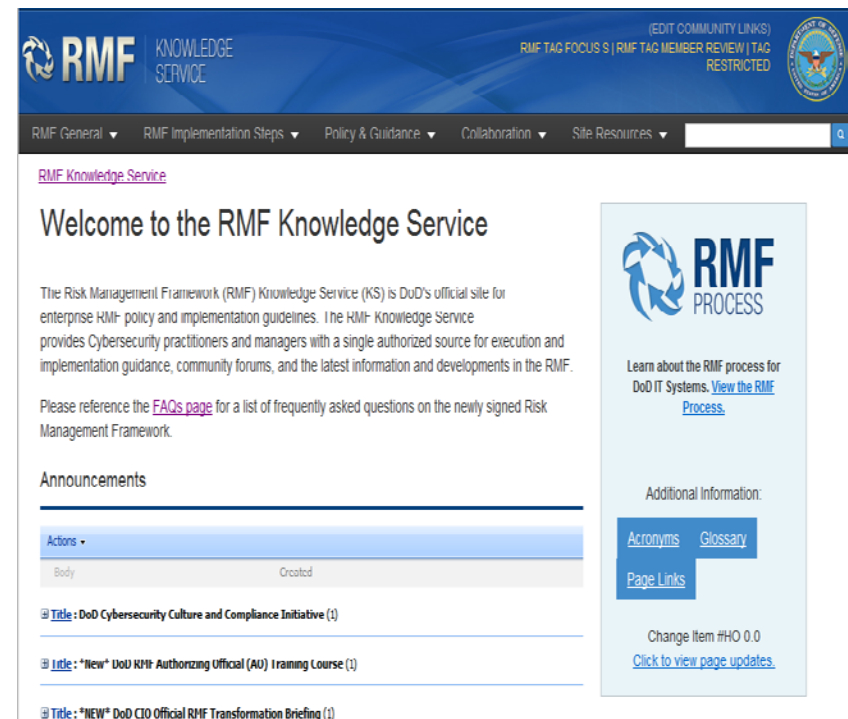 RMF KNOWLEDGE
SERVICE
(EDIT COMMUNITY LINKS)
RMF TAG FOCUS S | RMF TAG MEMBER REVIEW | TAG
RESTRICTED
RMF General RMF Implementation Steps Policy & Guidance Collaboration Site Resources
RMF Knowledge Service
Welcome to the RMF Knowledge Service
The Risk Management Framework (RMF) Knowledge Service (KS) is DoD's official site for
enterprise RMF policy and implementation guidelines. The RMF Knowledge Service
provides Cybersecurity practitioners and managers with a single authorized source for execution and
implementation guidance, community forums, and the latest information and developments in the RMF.
Please reference the FAQs page for a list of frequently asked questions on the newly signed Risk
Management Framework.
Announcements
Actions
Body Created
Title : DoD Cybersecurity Culture and Compliance Initiative (1)
Title : *New* DoD RMF Authorizing Official (AO) Training Course (1)
Title : *NEW* DoD CIO Official RMF Transformation Briefing (1)
RMF
PROCESS
Learn about the RMF process for
DoD IT Systems. View the RMF
Process.
Additional Information:
Acronyms Glossary
Page Links
Change Item #HO 0.0
Click to view page updates.